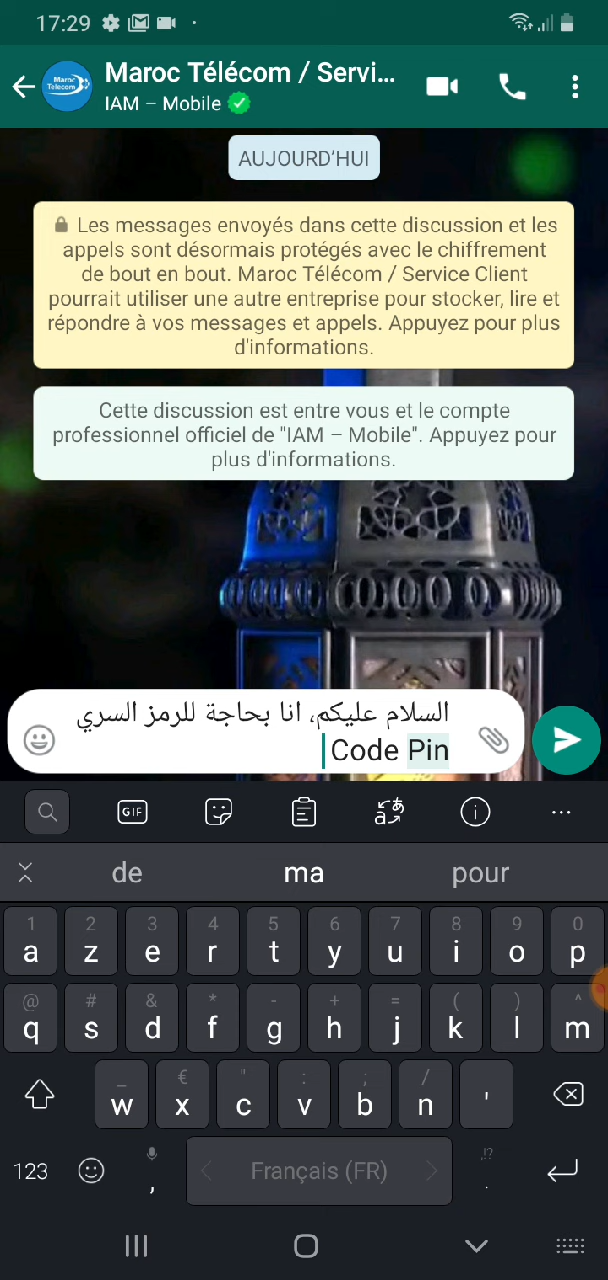 17:29
Maroc Télécom / Servi...
IAM – Mobile
Maroc Telecom
AUJOURD'HUI
Les messages envoyés dans cette discussion et les
appels sont désormais protégés avec le chiffrement
de bout en bout. Maroc Télécom / Service Client
pourrait utiliser une autre entreprise pour stocker, lire et
répondre à vos messages et appels. Appuyez pour plus
d'informations.
Cette discussion est entre vous et le compte
professionnel officiel de "IAM – Mobile". Appuyez pour
plus d'informations.
السلام عليكم، انا بحاجة للرمز السري
Code Pin
GIF
de ma pour
1 2 3 4 5 6 7 8 9 0
a z e r t y u i o p
@ # & * - + = ( ) ^
q s d f g h j k l m
_ € " : ; /
w x c v b n '
123 , Français (FR) .
!?